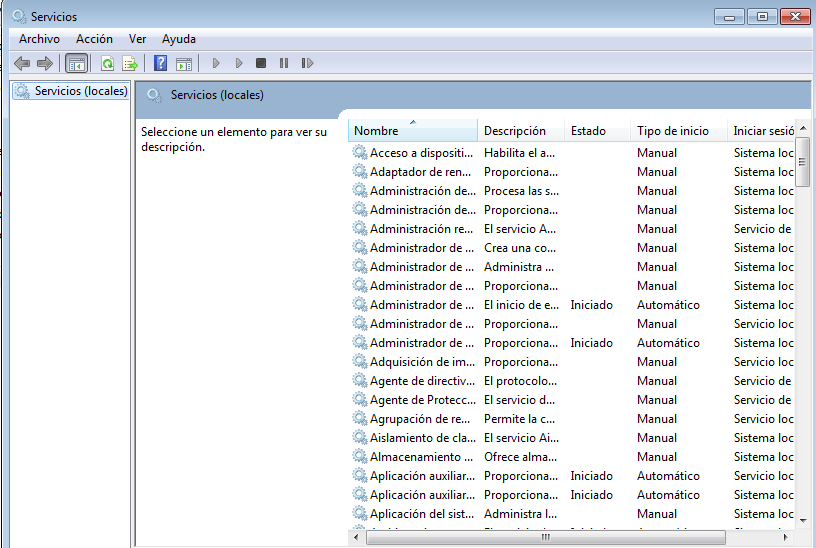 Servicios
Archivo Acción Ver Ayuda
Servicios (locales)
Servicios (locales)
Seleccione un elemento para ver su
descripción.
Nombre Descripción Estado Tipo de inicio Iniciar sesió
Acceso a dispositi... Habilita el a... Manual Sistema loc
Adaptador de ren... Proporciona... Manual Sistema loc
Administración de... Procesa las s... Manual Sistema loc
Administración de... Proporciona... Manual Sistema loc
Administración re... El servicio A... Manual Servicio de
Administrador de ... Crea una co... Manual Sistema loc
Administrador de ... Administra ... Manual Sistema loc
Administrador de ... Proporciona... Manual Sistema loc
Administrador de ... El inicio de e... Iniciado Automático Sistema loc
Administrador de ... Proporciona... Manual Servicio loc
Administrador de ... Proporciona... Iniciado Automático Sistema loc
Adquisición de im... Proporciona... Manual Servicio loc
Agente de directiv... El protocolo... Manual Servicio de
Agente de Protecc... El servicio d... Manual Servicio de
Agrupación de re... Permite la c... Manual Servicio loc
Aislamiento de cla... El servicio Ai... Manual Sistema loc
Almacenamiento ... Ofrece alma... Manual Sistema loc
Aplicación auxiliar... Proporciona... Iniciado Automático Servicio loc
Aplicación auxiliar... Proporciona... Iniciado Automático Sistema loc
Aplicación del sist... Administra l... Manual Sistema loc